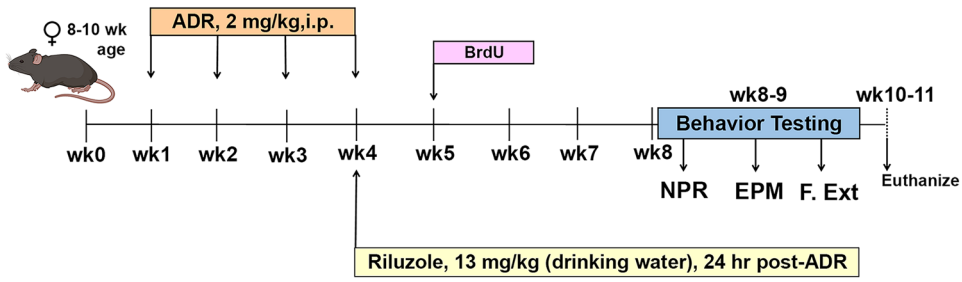 ♀ 8-10 wk
age
ADR, 2 mg/kg,i.p.
BrdU
wk0
wk1
wk2
wk3
wk4
wk5
wk6
wk7
wk8
wk8-9
Behavior Testing
wk10-11
NPR
EPM
F. Ext
Euthanize
Riluzole, 13 mg/kg (drinking water), 24 hr post-ADR